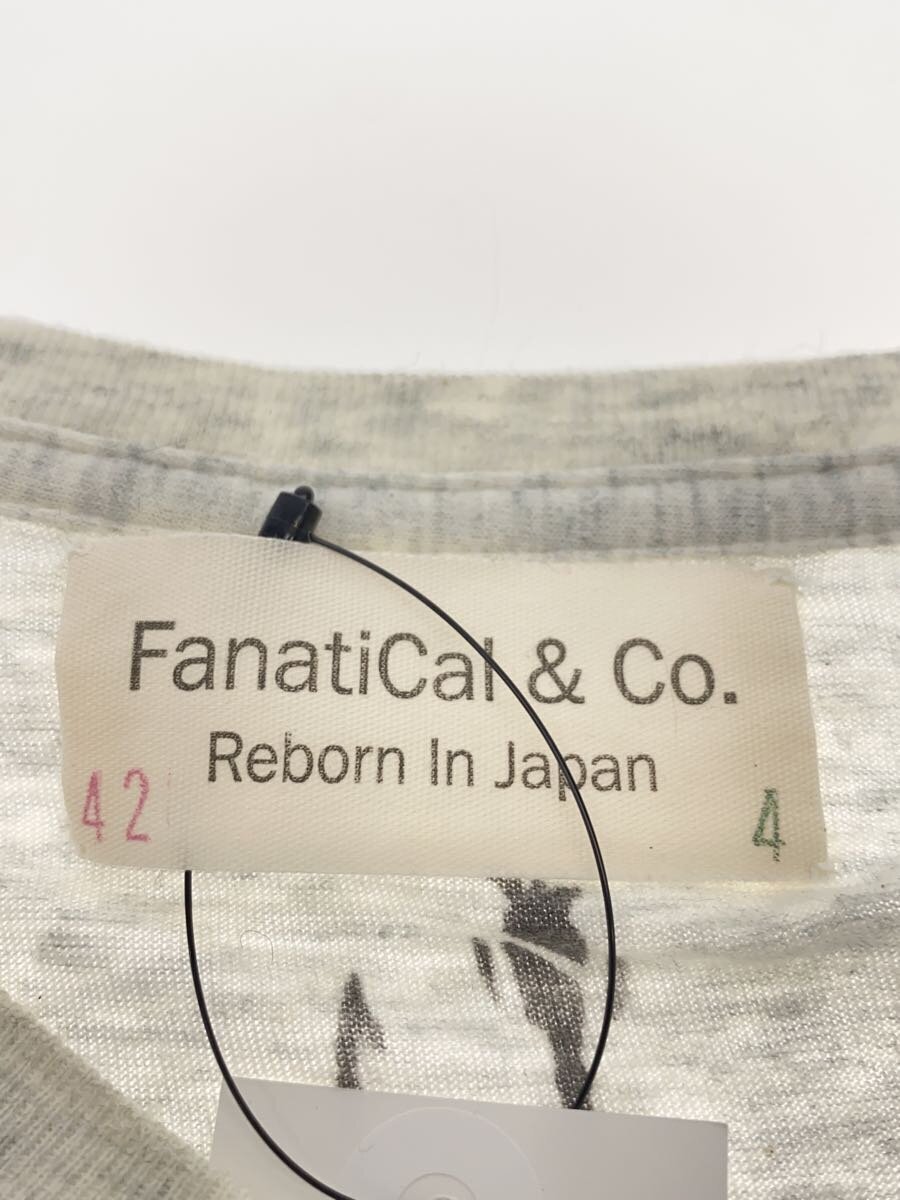 FanatiCal & Co.
Reborn In Japan
42
4